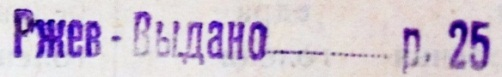 Ржев - Выдано............ р. 25